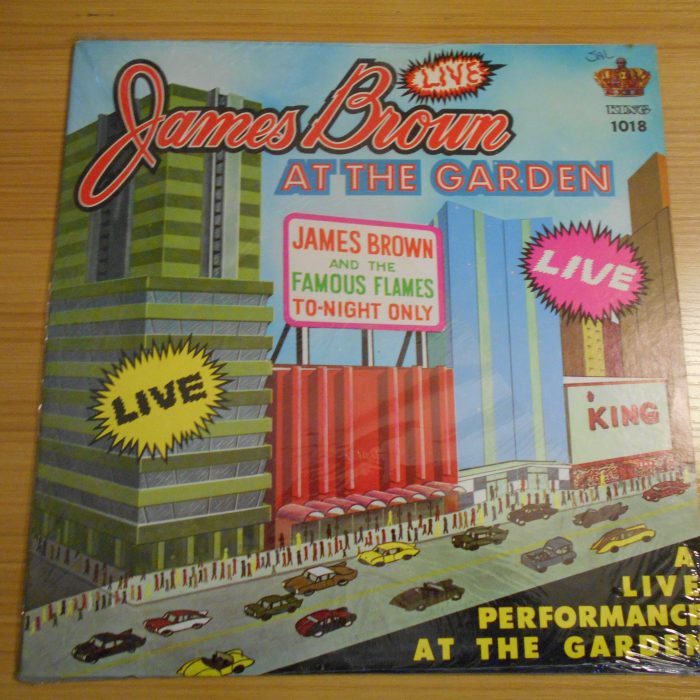 LIVE
James Brown
AT THE GARDEN
JAL
KING
1018
JAMES BROWN
AND THE
FAMOUS FLAMES
TO-NIGHT ONLY
LIVE
LIVE
KING
A
LIVE
PERFORMANCE
AT THE GARDEN